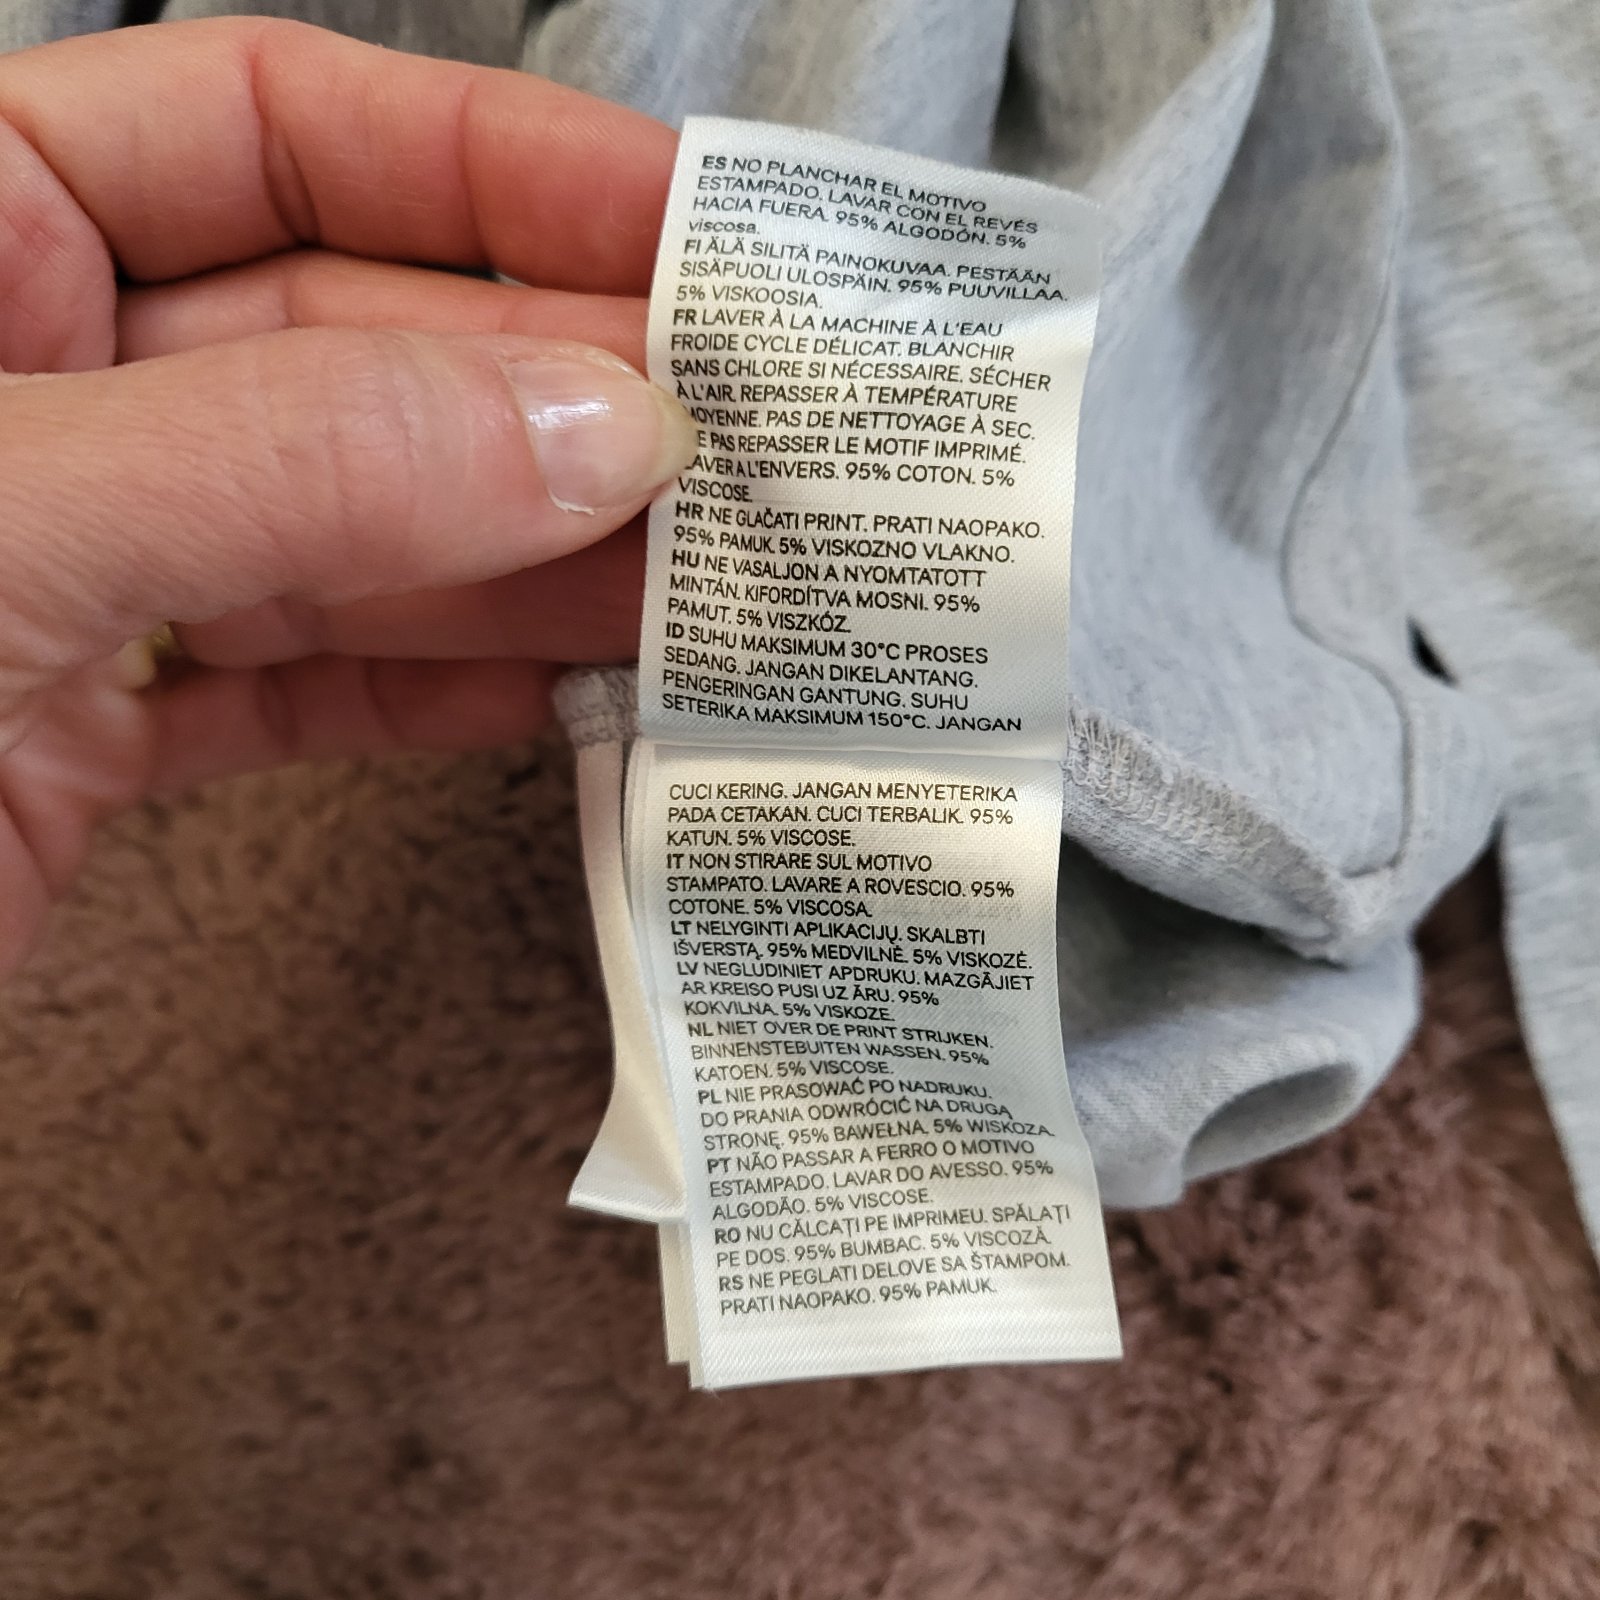 ES NO PLANCHAR EL MOTIVO
ESTAMPADO. LAVAR CON EL REVÉS
HACIA FUERA. 95% ALGODÓN. 5%
viscosa.
FI ÄLÄ SILITÄ PAINOKUVAA. PESTÄÄN
SISÄPUOLI ULOSPÄIN. 95% PUUVILLAA.
5% VISKOOSIA.
FR LAVER À LA MACHINE À L'EAU
FROIDE CYCLE DÉLICAT. BLANCHIR
SANS CHLORE SI NÉCESSAIRE. SÉCHER
À L'AIR. REPASSER À TEMPÉRATURE
MOYENNE. PAS DE NETTOYAGE À SEC.
PAS REPASSER LE MOTIF IMPRIMÉ.
LAVER A L'ENVERS. 95% COTON. 5%
VISCOSE.
HR NE GLAČATI PRINT. PRATI NAOPAKO.
95% PAMUK. 5% VISKOZNO VLAKNO.
HU NE VASALJON A NYOMTATOTT
MINTÁN. KIFORDÍTVA MOSNI. 95%
PAMUT. 5% VISZKÓZ.
ID SUHU MAKSIMUM 30°C PROSES
SEDANG. JANGAN DIKELANTANG.
PENGERINGAN GANTUNG. SUHU
SETERIKA MAKSIMUM 150°C. JANGAN
CUCI KERING. JANGAN MENYETERIKA
PADA CETAKAN. CUCI TERBALIK. 95%
KATUN. 5% VISCOSE.
IT NON STIRARE SUL MOTIVO
STAMPATO. LAVARE A ROVESCIO. 95%
COTONE. 5% VISCOSA.
LT NELYGINTI APLIKACIJŲ. SKALBTI
IŠVERSTĄ. 95% MEDVILNĖ. 5% VISKOZĖ.
LV NEGLUDINIET APDRUKU. MAZGĀJIET
AR KREISO PUSI UZ ĀRU. 95%
KOKVILNA. 5% VISKOZE.
NL NIET OVER DE PRINT STRIJKEN.
BINNENSTEBUITEN WASSEN. 95%
KATOEN. 5% VISCOSE.
PL NIE PRASOWAĆ PO NADRUKU.
DO PRANIA ODWRÓCIĆ NA DRUGĄ
STRONĘ. 95% BAWEŁNA. 5% WISKOZA.
PT NÃO PASSAR A FERRO O MOTIVO
ESTAMPADO. LAVAR DO AVESSO. 95%
ALGODÃO. 5% VISCOSE.
RO NU CĂLCAȚI PE IMPRIMEU. SPĂLAȚI
PE DOS. 95% BUMBAC. 5% VISCOZĂ.
RS NE PEGLATI DELOVE SA ŠTAMPOM.
PRATI NAOPAKO. 95% PAMUK.